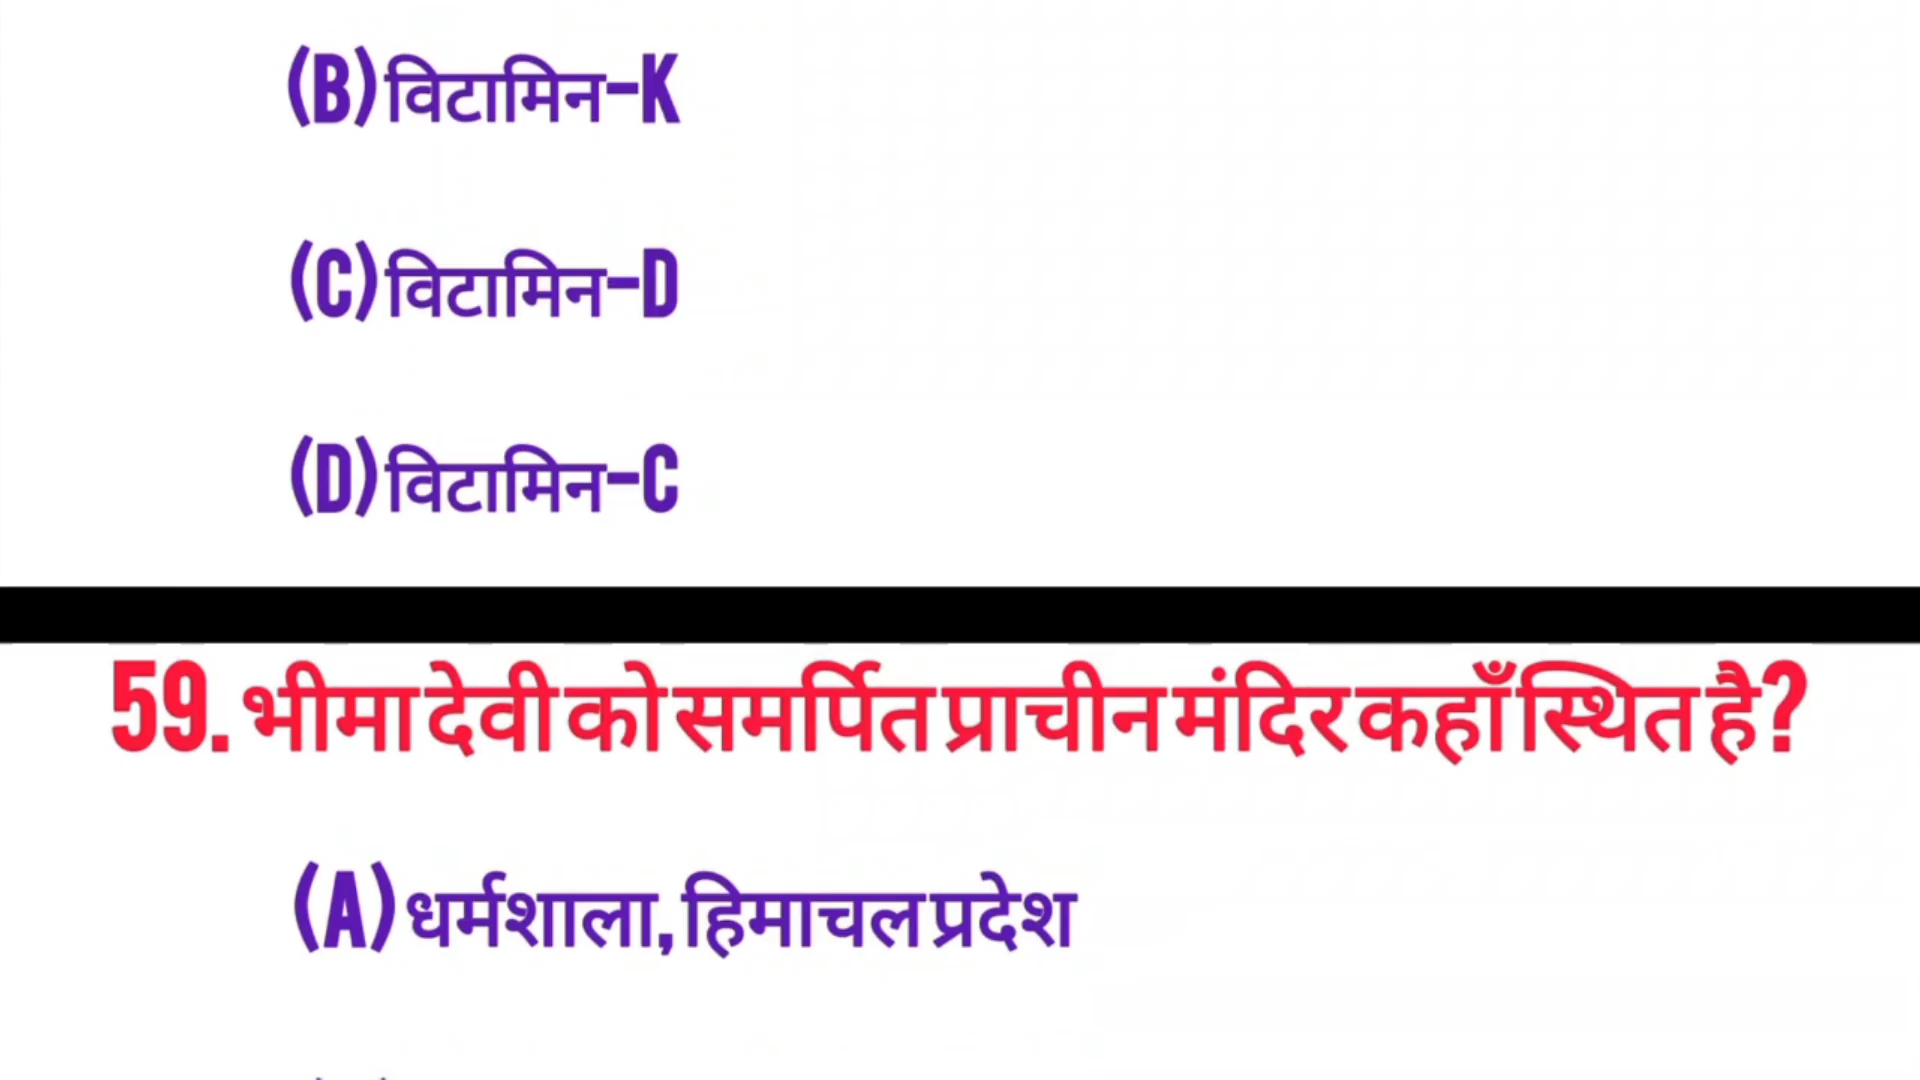 (B) विटामिन-K
(C) विटामिन-D
(D) विटामिन-C
59. भीमा देवी को समर्पित प्राचीन मंदिर कहाँ स्थित है?
(A) धर्मशाला, हिमाचल प्रदेश